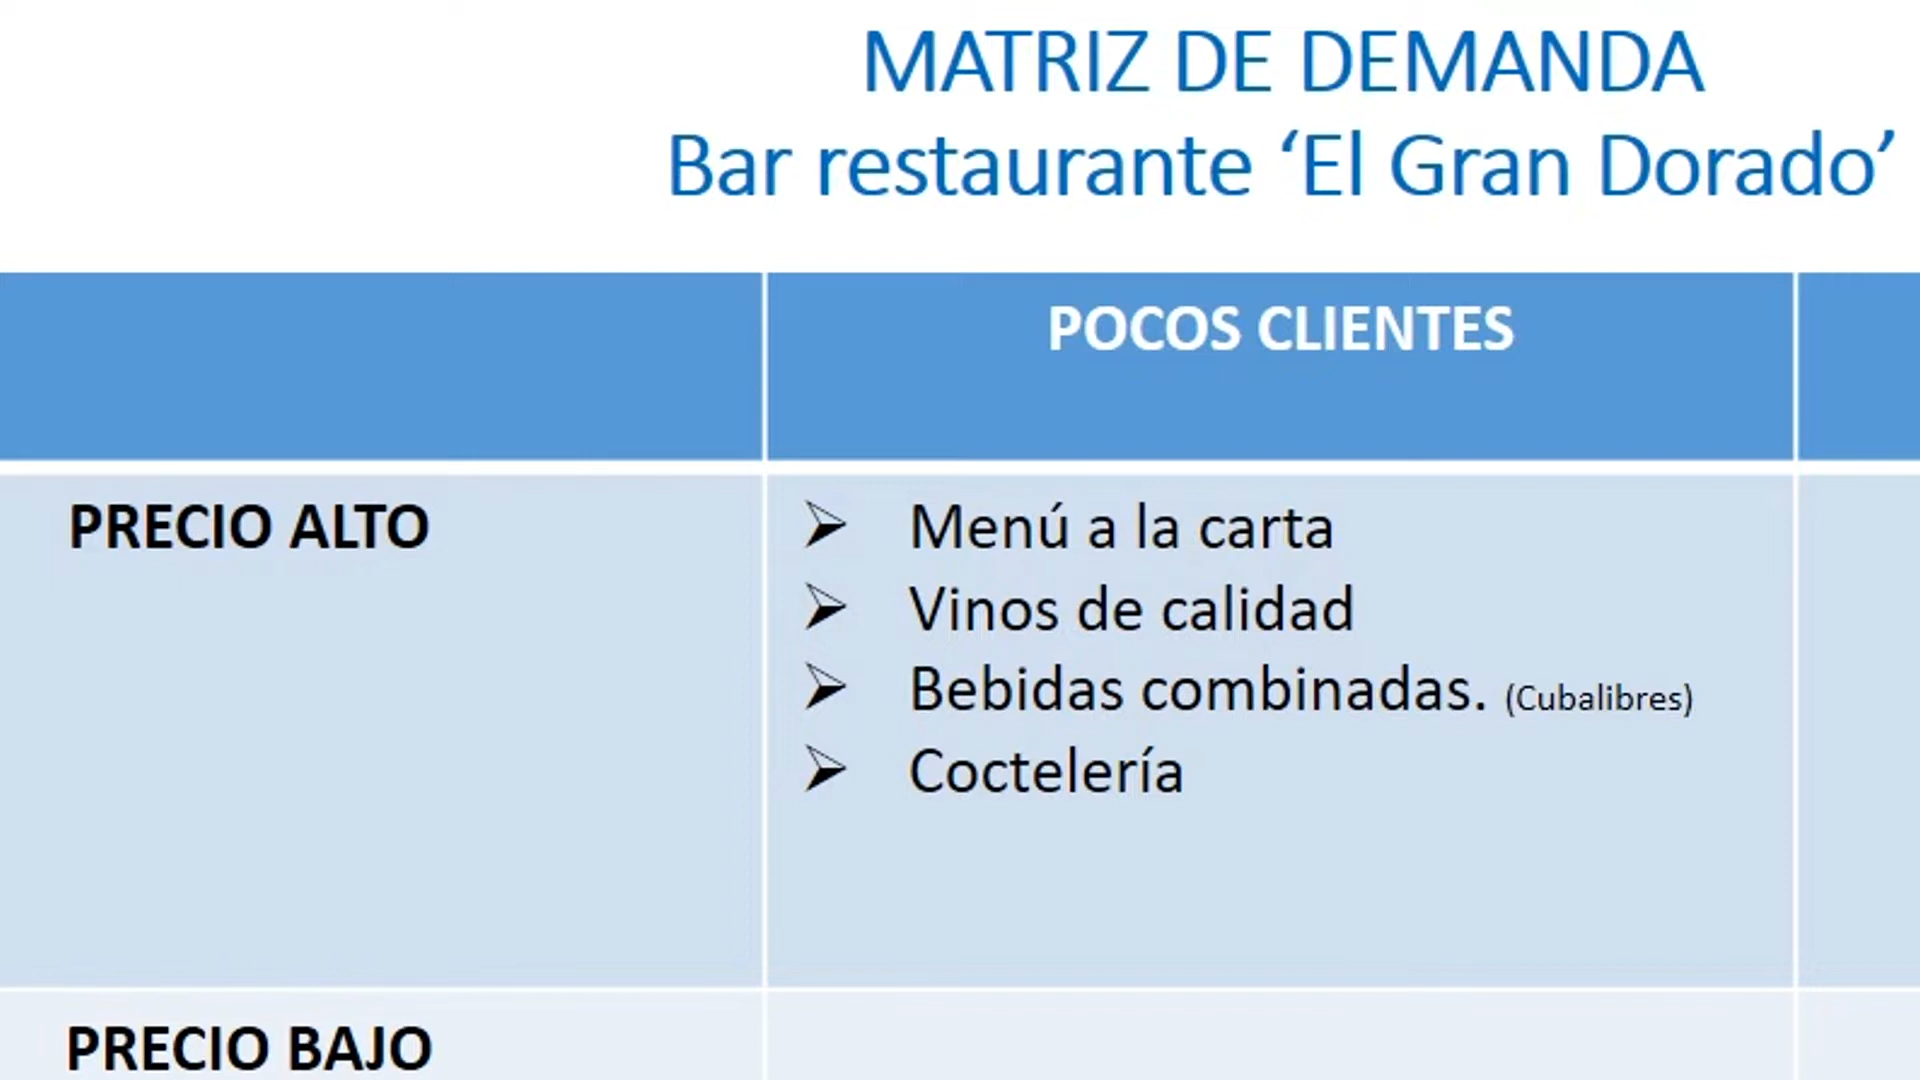 MATRIZ DE DEMANDA
Bar restaurante ‘El Gran Dorado’
POCOS CLIENTES
PRECIO ALTO
➢ Menú a la carta
➢ Vinos de calidad
➢ Bebidas combinadas. (Cubalibres)
➢ Coctelería
PRECIO BAJO